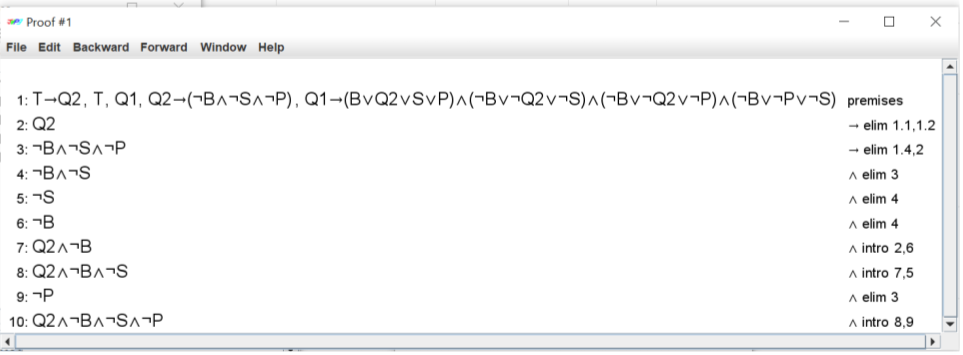 Proof #1
File Edit Backward Forward Window Help
1: T→Q2, T, Q1, Q2→(¬B∧¬S∧¬P), Q1→(B∨Q2∨S∨P)∧(¬B∨¬Q2∨¬S)∧(¬B∨¬Q2∨¬P)∧(¬B∨¬P∨¬S) premises
2: Q2 → elim 1.1,1.2
3: ¬B∧¬S∧¬P → elim 1.4,2
4: ¬B∧¬S ∧ elim 3
5: ¬S ∧ elim 4
6: ¬B ∧ elim 4
7: Q2∧¬B ∧ intro 2,6
8: Q2∧¬B∧¬S ∧ intro 7,5
9: ¬P ∧ elim 3
10: Q2∧¬B∧¬S∧¬P ∧ intro 8,9